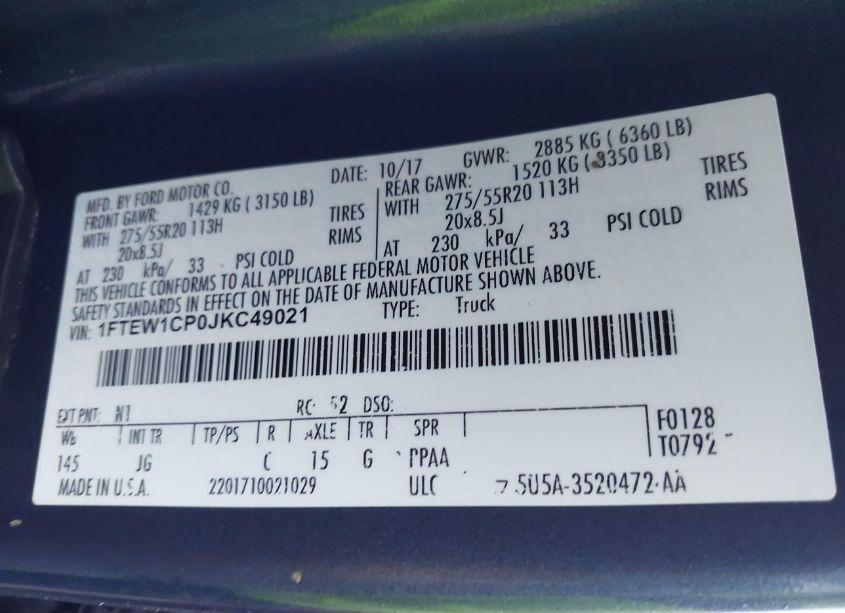 MFD. BY FORD MOTOR CO. DATE: 10/17 GVWR: 2885 KG ( 6360 LB)
FRONT GAWR: 1429 KG ( 3150 LB) REAR GAWR: 1520 KG ( 3350 LB)
WITH 275/55R20 113H TIRES WITH 275/55R20 113H TIRES
20x8.5J RIMS 20x8.5J RIMS
AT 230 kPa/ 33 PSI COLD AT 230 kPa/ 33 PSI COLD
THIS VEHICLE CONFORMS TO ALL APPLICABLE FEDERAL MOTOR VEHICLE
SAFETY STANDARDS IN EFFECT ON THE DATE OF MANUFACTURE SHOWN ABOVE.
VIN: 1FTEW1CP0JKC49021 TYPE: Truck
EXT PNT: N1 RC: 52 DSO:
WB INT TR TP/PS R AXLE TR SPR F0128
145 JG 15 G PPAA T0792
MADE IN U.S.A. 2201710021029 5U5A-3520472-AA